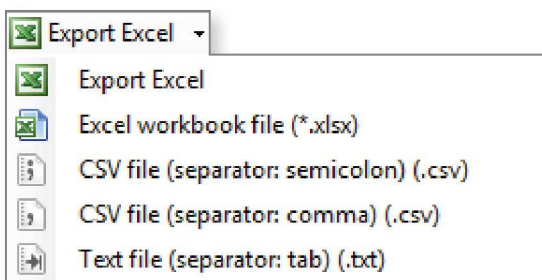 Export Excel
Export Excel
Excel workbook file (*.xlsx)
CSV file (separator: semicolon) (.csv)
CSV file (separator: comma) (.csv)
Text file (separator: tab) (.txt)